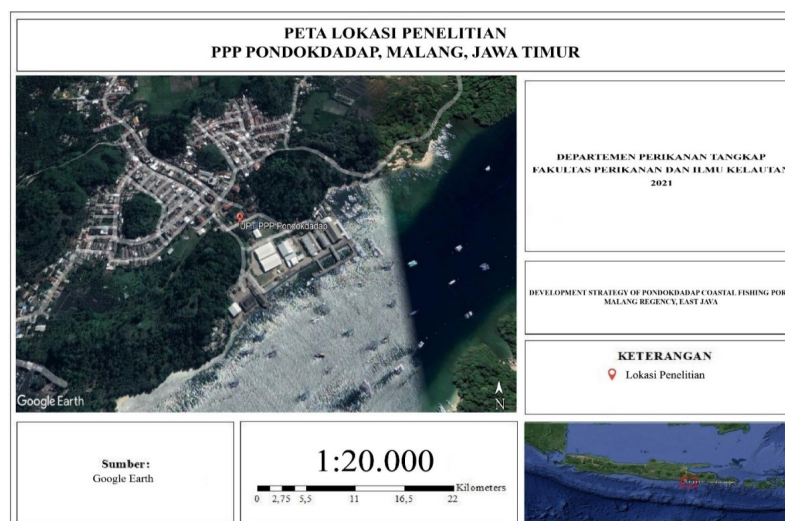 PETA LOKASI PENELITIAN
PPP PONDOKDADAP, MALANG, JAWA TIMUR
UPT PPP Pondokdadap
Google Earth
N
DEPARTEMEN PERIKANAN TANGKAP
FAKULTAS PERIKANAN DAN ILMU KELAUTAN
2021
DEVELOPMENT STRATEGY OF PONDOKDADAP COASTAL FISHING POR
MALANG REGENCY, EAST JAVA
KETERANGAN
Lokasi Penelitian
Sumber:
Google Earth
1:20.000
Kilometers
0 2,75 5,5 11 16,5 22